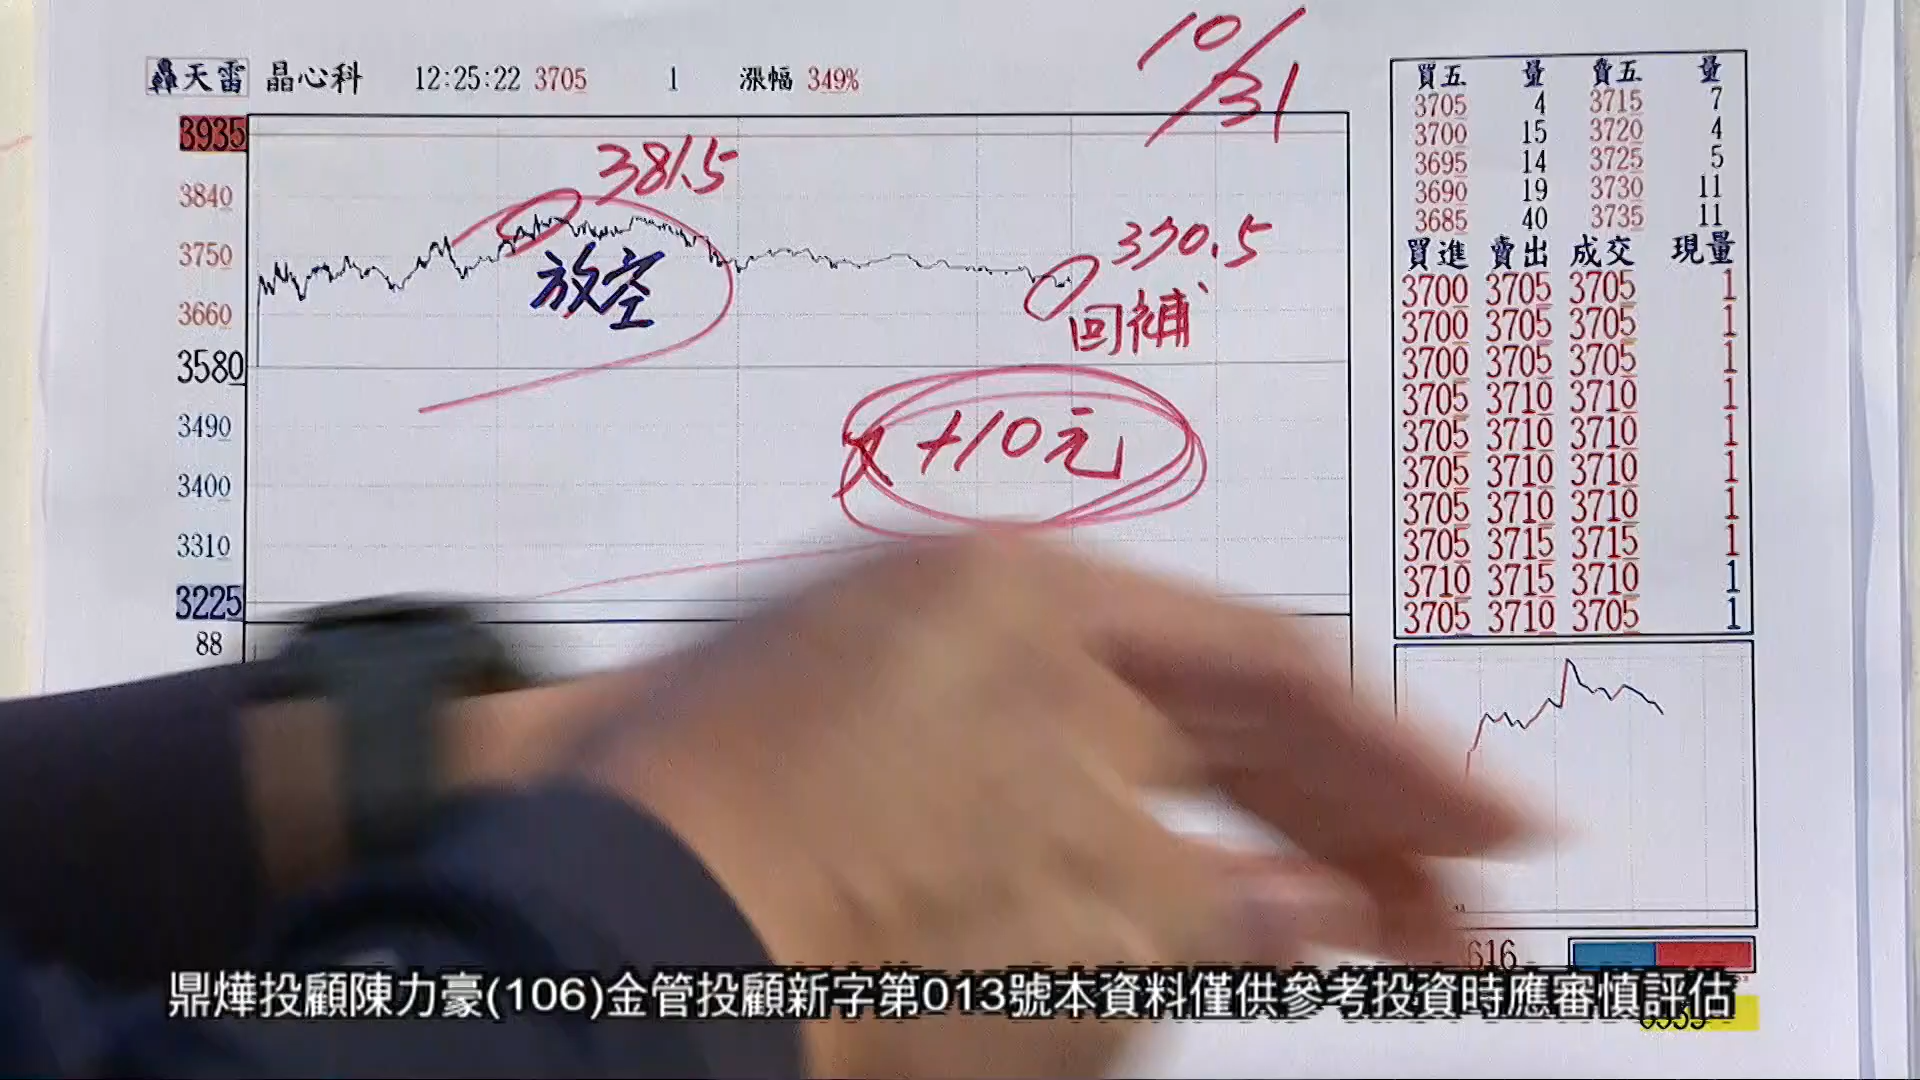 10/31
轟天雷 晶心科 12:25:22 3705 1 漲幅 349%
3935
3840
3750
3660
3580
3490
3400
3310
3225
88
381.5
放空
370.5
回補
+10元
買五 量 賣五 量
3705 4 3715 7
3700 15 3720 4
3695 14 3725 5
3690 19 3730 11
3685 40 3735 11
買進 賣出 成交 現量
3700 3705 3705 1
3700 3705 3705 1
3700 3705 3705 1
3705 3710 3710 1
3705 3710 3710 1
3705 3710 3710 1
3705 3710 3710 1
3705 3715 3715 1
3710 3715 3710 1
3705 3710 3705 1
616
鼎燁投顧陳力豪(106)金管投顧新字第013號本資料僅供參考投資時應審慎評估